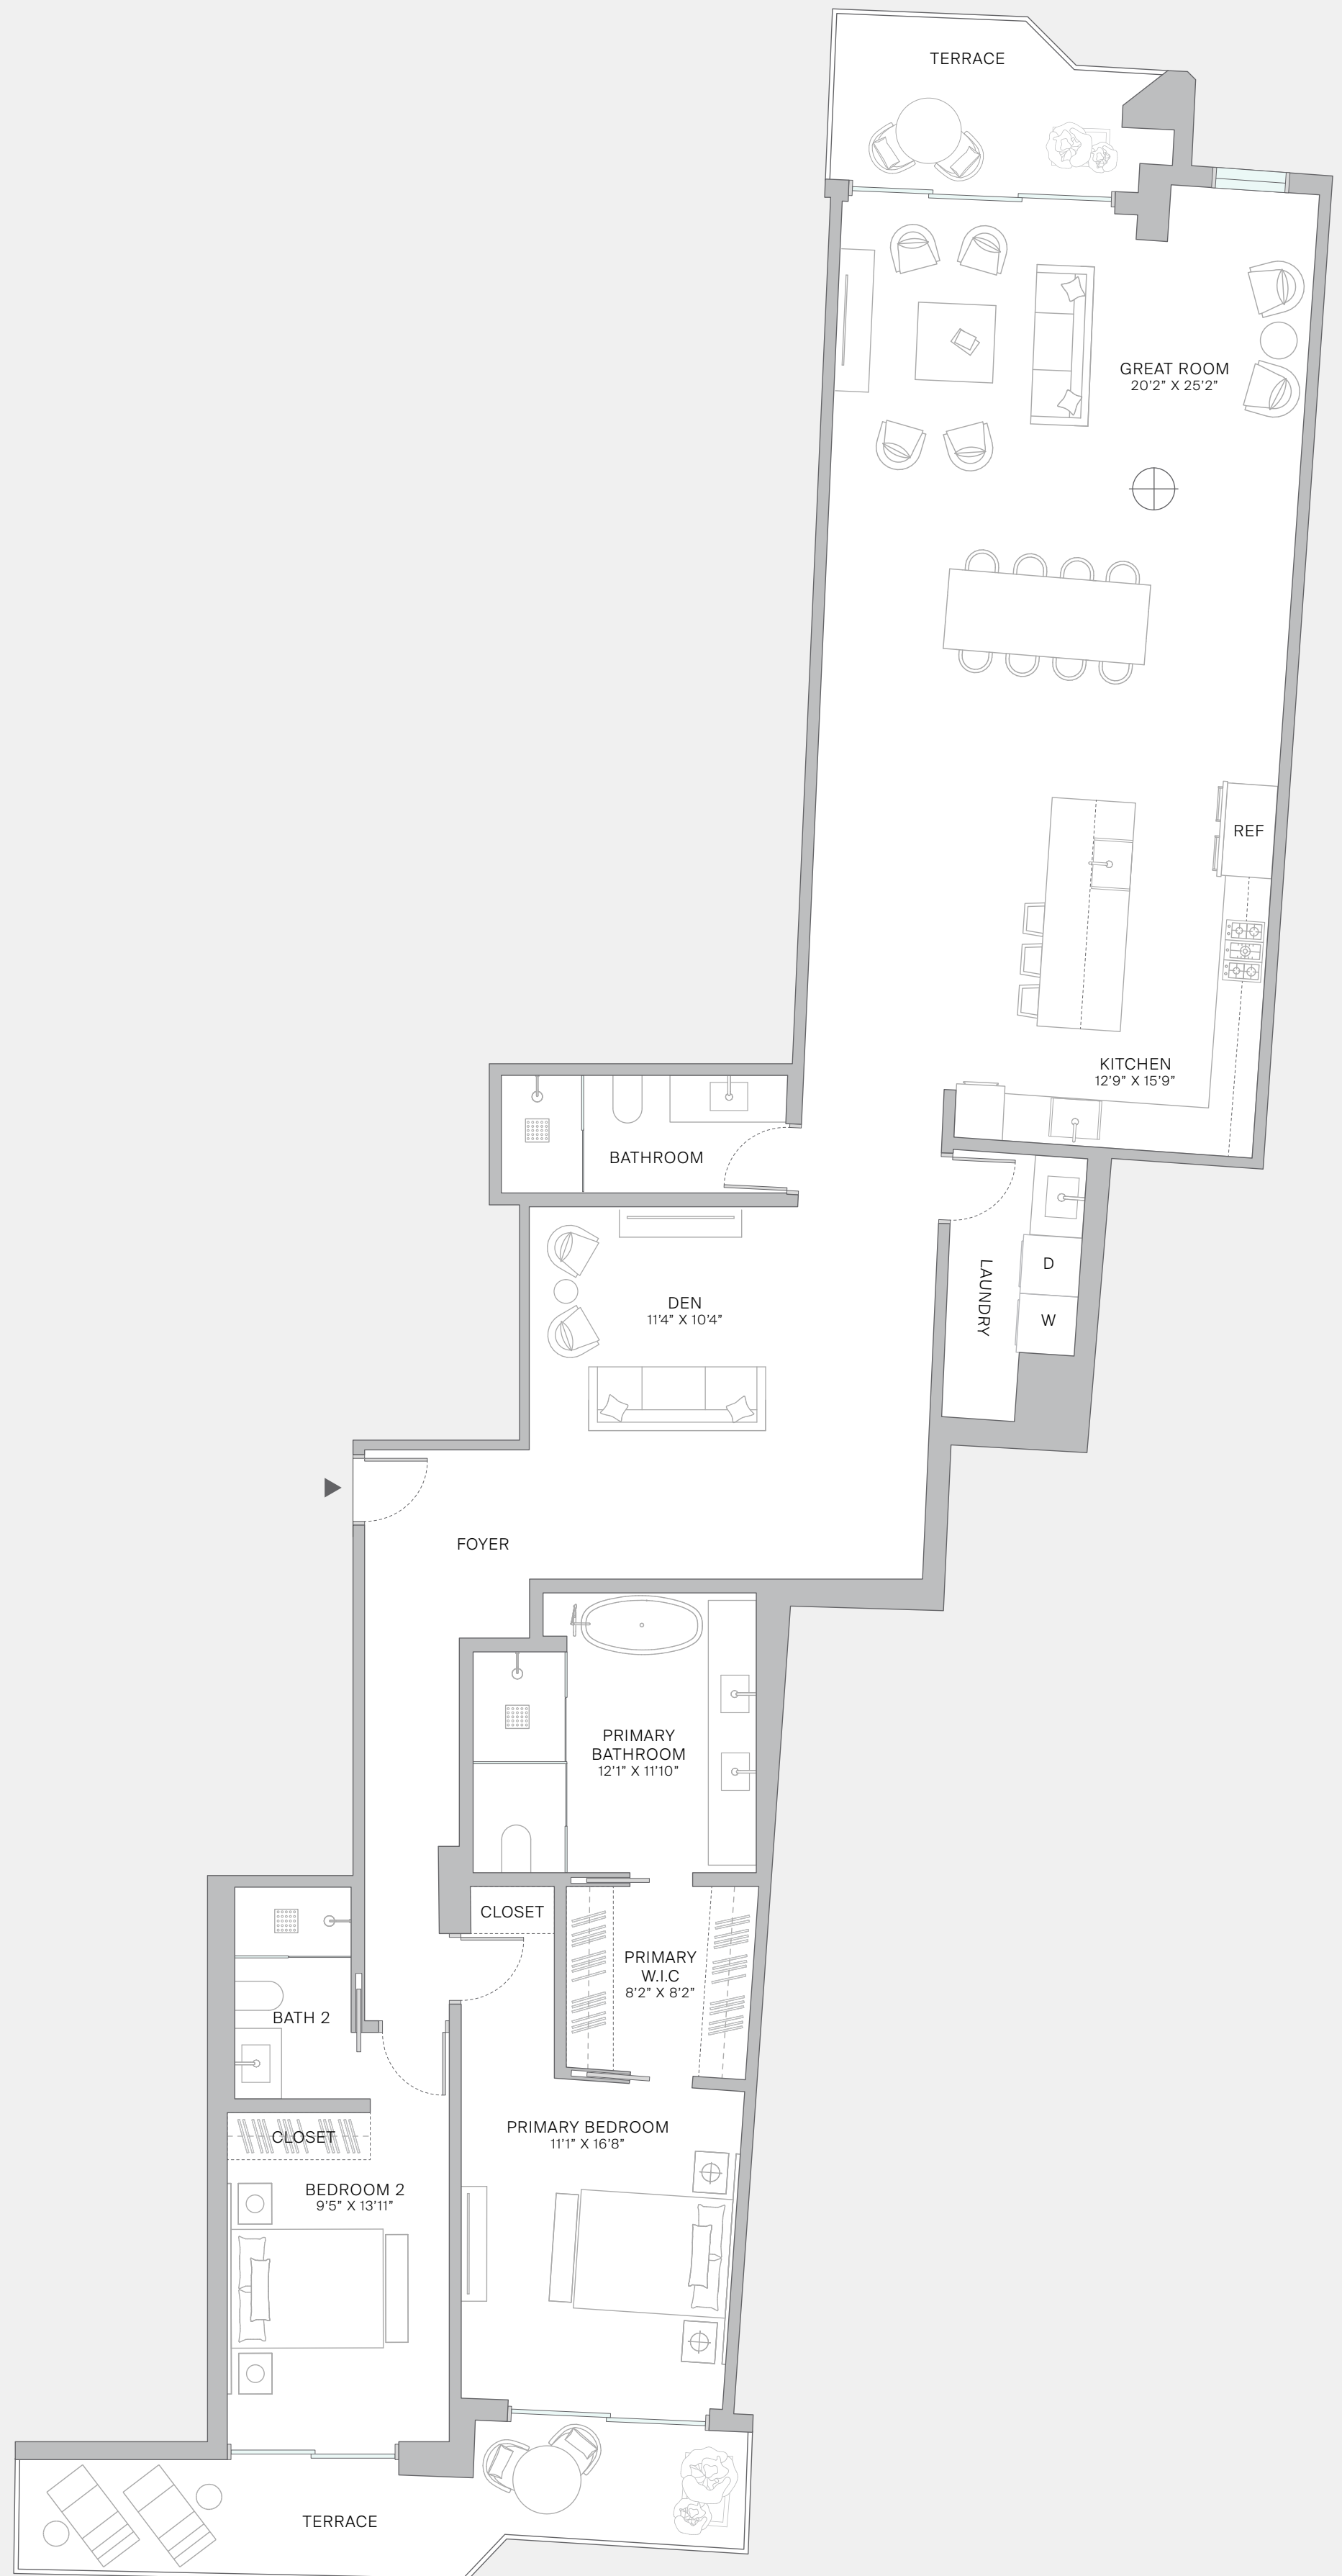 TERRACE
GREAT ROOM
20’2” X 25’2”
REF
KITCHEN
12’9” X 15’9”
BATHROOM
D
LAUNDRY
W
DEN
11’4” X 10’4”
FOYER
PRIMARY
BATHROOM
12’1” X 11’10”
CLOSET
PRIMARY
W.I.C
8’2” X 8’2”
BATH 2
PRIMARY BEDROOM
11’1” X 16’8”
CLOSET
BEDROOM 2
9’5” X 13’11”
TERRACE